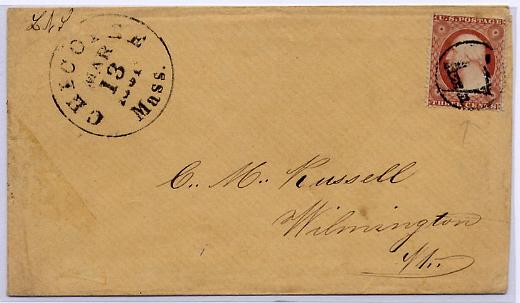 CHICOPEE
MAR
13
Mass.
U.S. POSTAGE
THREE CENTS
C. M. Russell
Wilmington
Vt.